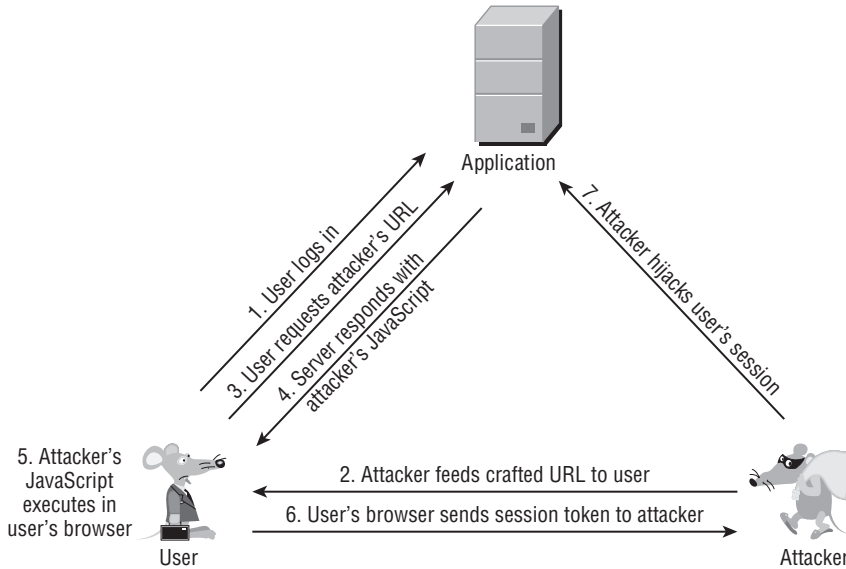 Application
1. User logs in
3. User requests attacker's URL
4. Server responds with
attacker's JavaScript
7. Attacker hijacks user's session
5. Attacker's
JavaScript
executes in
user's browser
2. Attacker feeds crafted URL to user
6. User's browser sends session token to attacker
User
Attacker